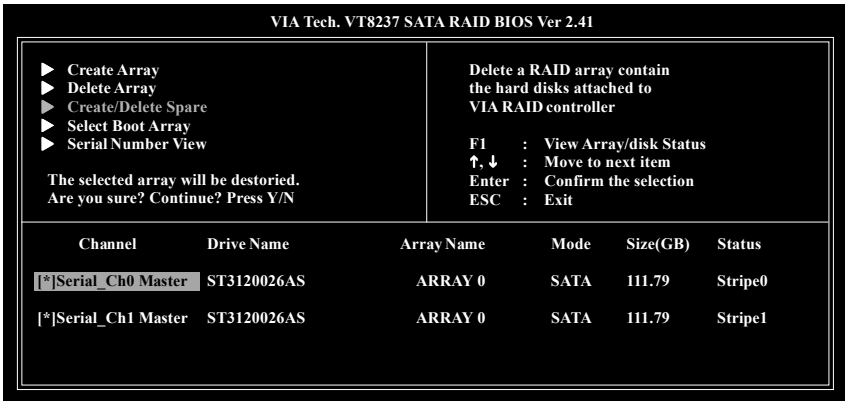 VIA Tech. VT8237 SATA RAID BIOS Ver 2.41
Create Array
Delete Array
Create/Delete Spare
Select Boot Array
Serial Number View
The selected array will be destoried.
Are you sure? Continue? Press Y/N
Delete a RAID array contain
the hard disks attached to
VIA RAID controller
F1 : View Array/disk Status
↑, ↓ : Move to next item
Enter : Confirm the selection
ESC : Exit
Channel Drive Name Array Name Mode Size(GB) Status
[*]Serial_Ch0 Master ST3120026AS ARRAY 0 SATA 111.79 Stripe0
[*]Serial_Ch1 Master ST3120026AS ARRAY 0 SATA 111.79 Stripe1